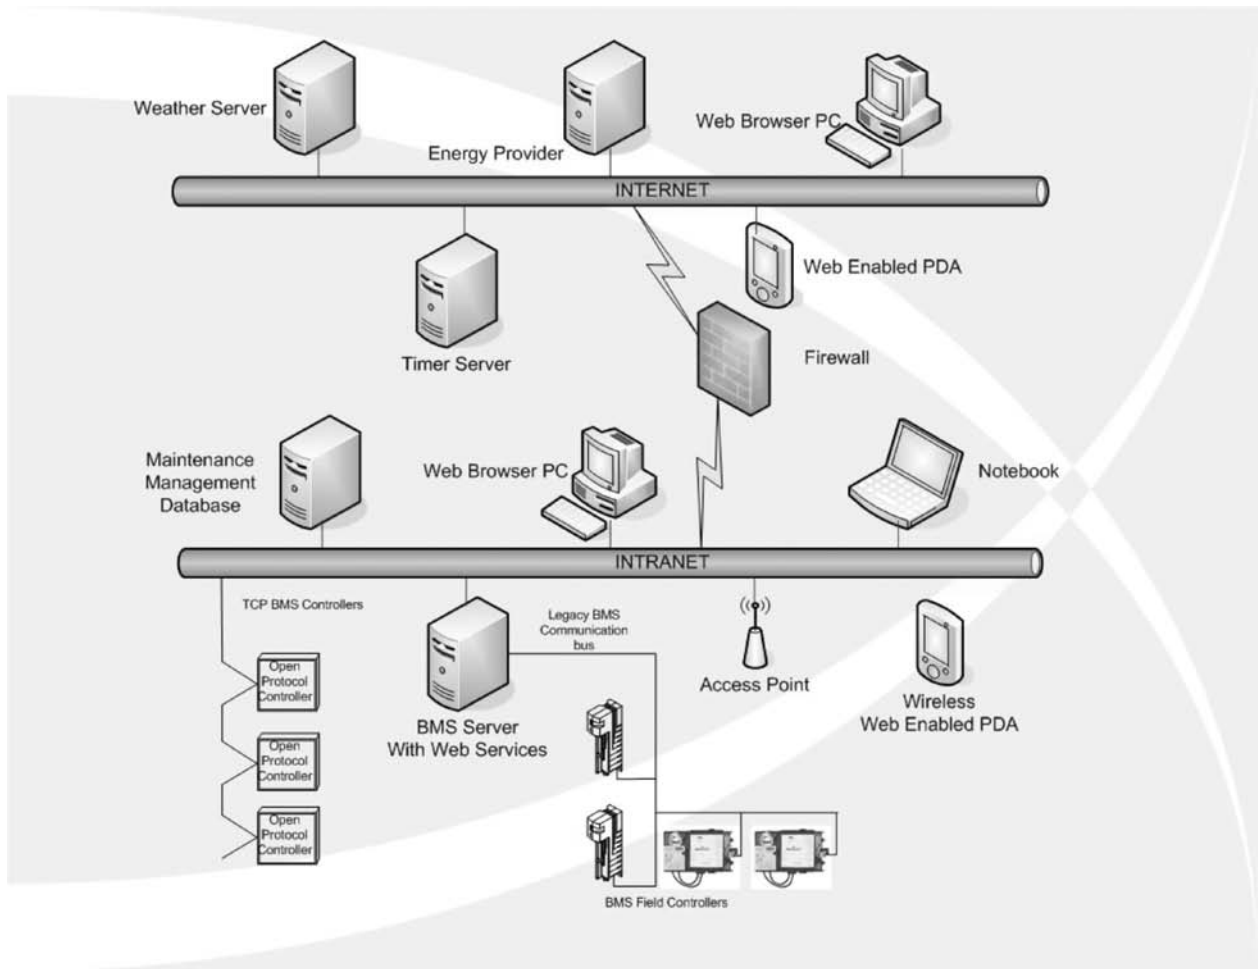 Weather Server
Energy Provider
Web Browser PC
INTERNET
Timer Server
Web Enabled PDA
Firewall
Maintenance
Management
Database
Web Browser PC
Notebook
INTRANET
TCP BMS Controllers
Open
Protocol
Controller
Open
Protocol
Controller
Open
Protocol
Controller
BMS Server
With Web Services
Legacy BMS
Communication
bus
Access Point
Wireless
Web Enabled PDA
BMS Field Controllers